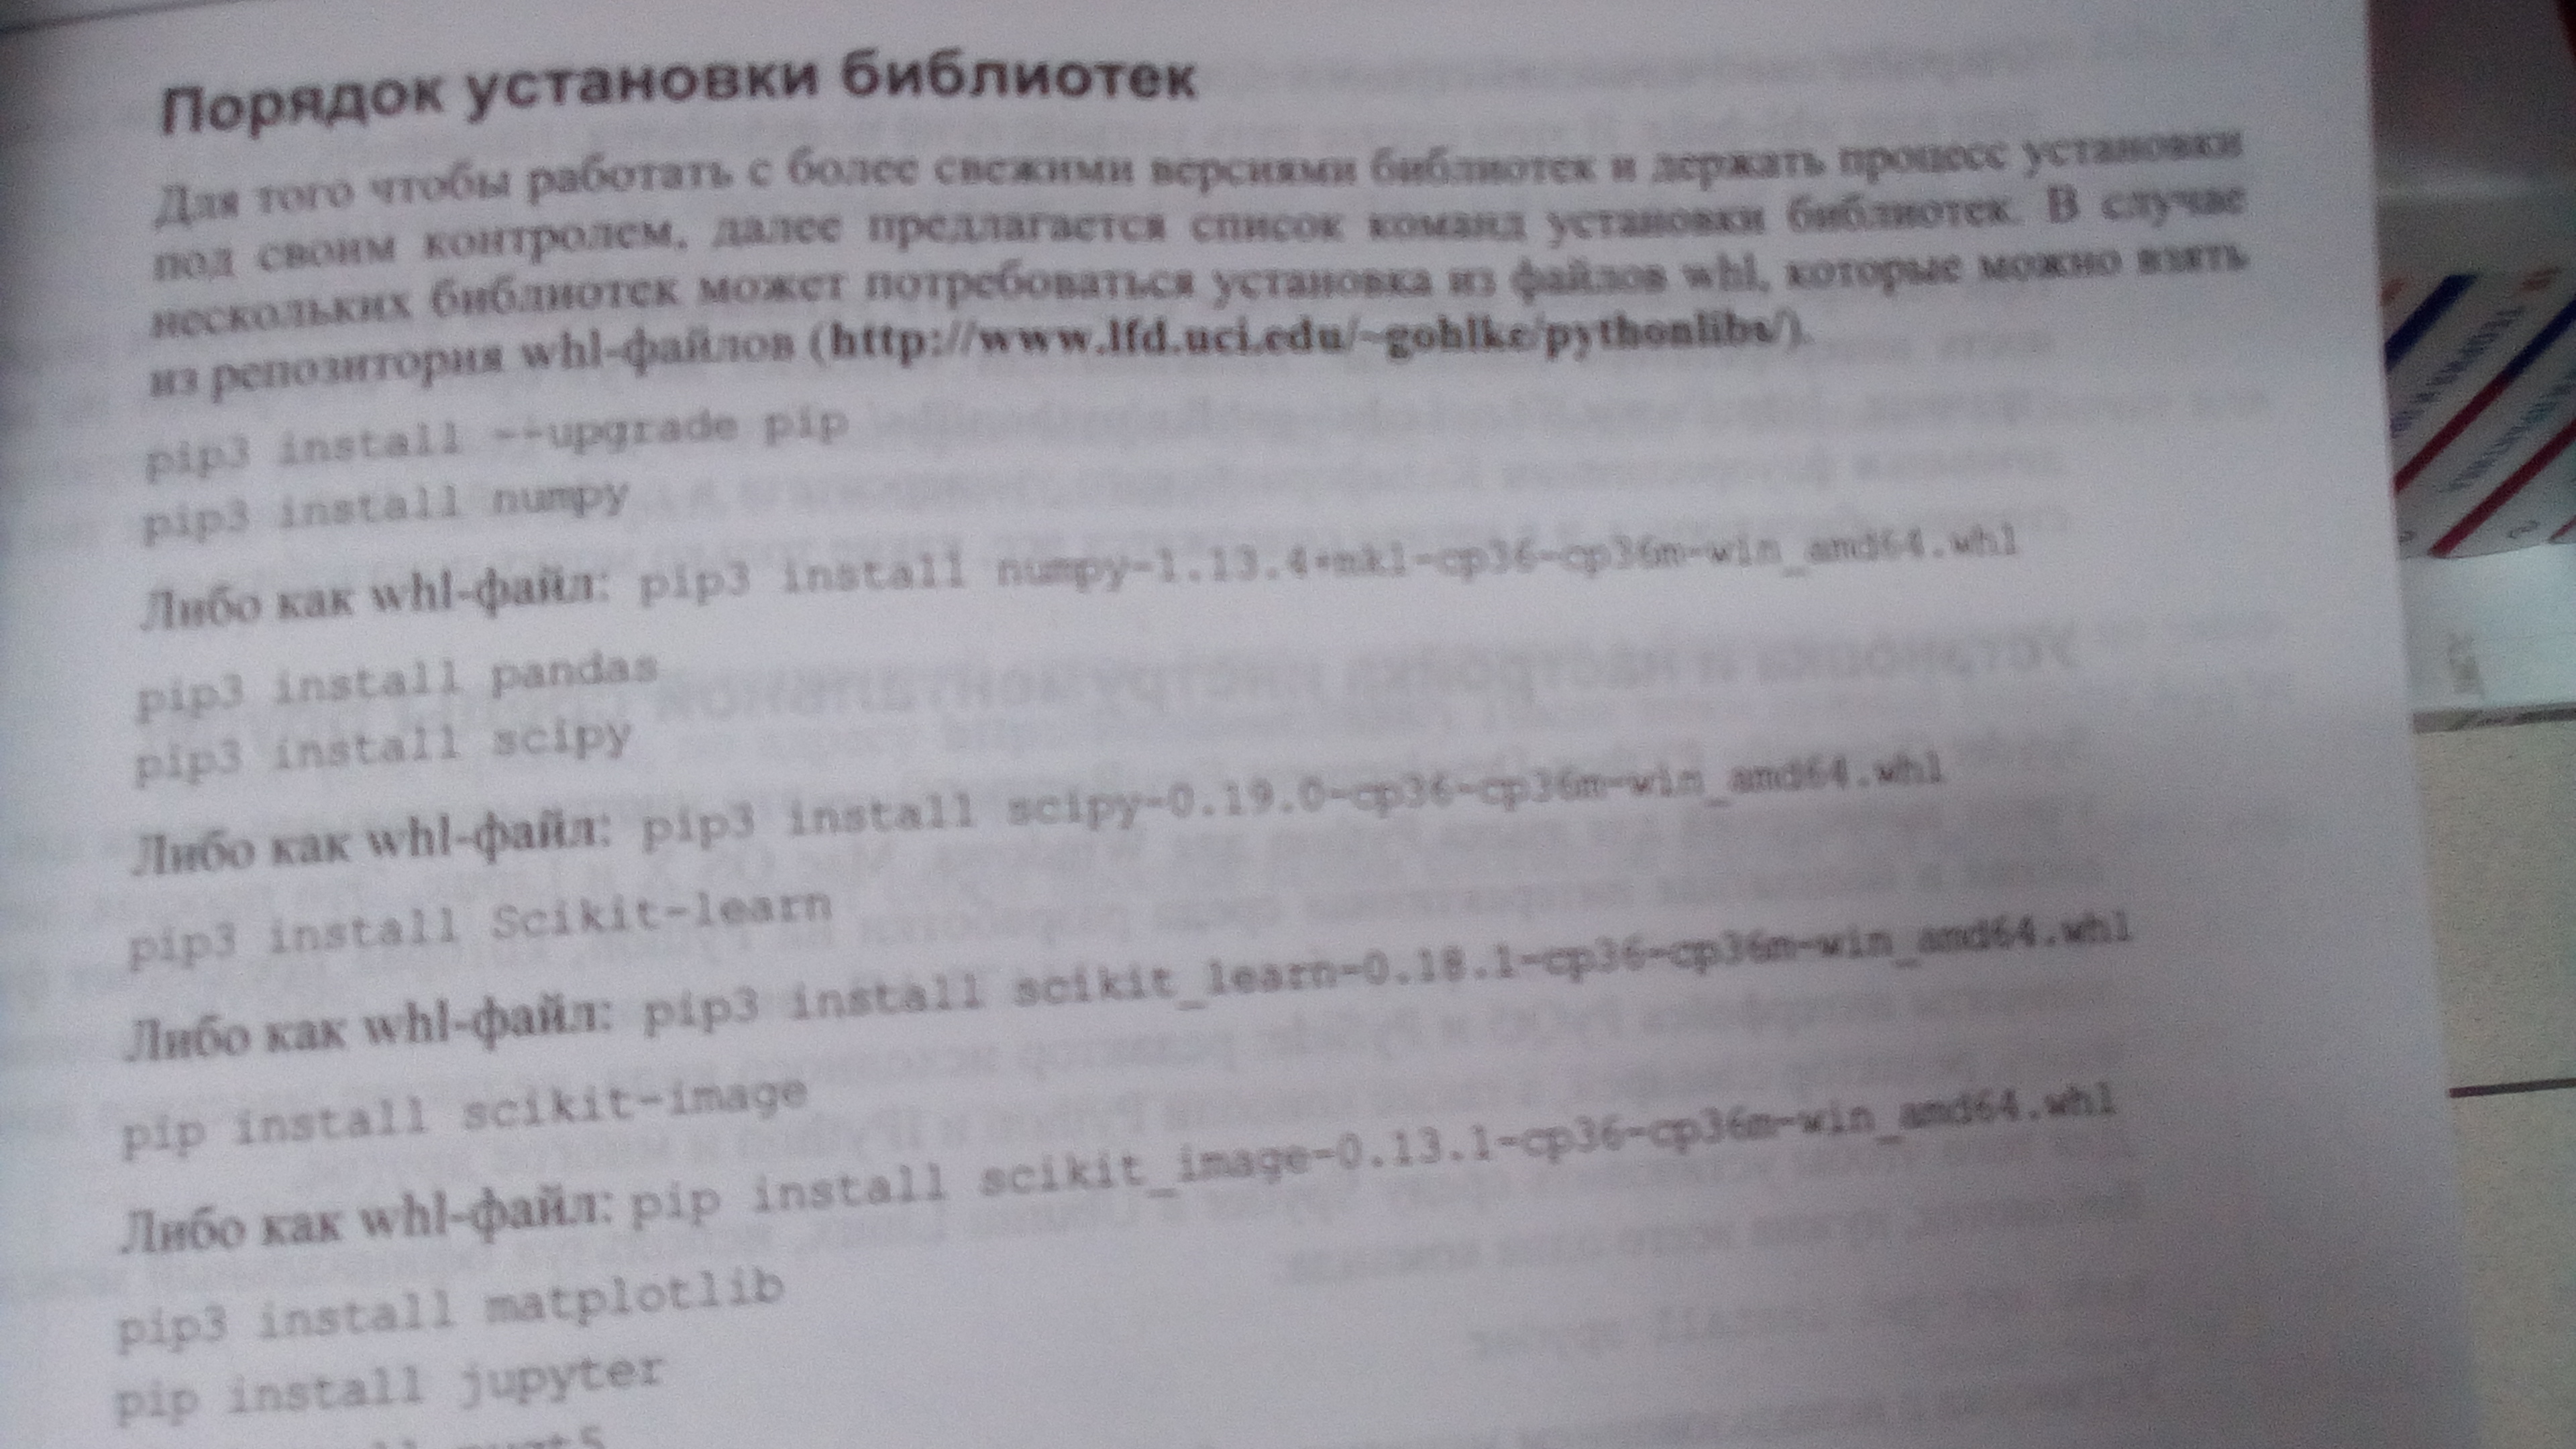 Порядок установки библиотек
Для того чтобы работать с более свежими версиями библиотек и держать процесс установки
под своим контролем, далее предлагается список команд установки библиотек. В случае
нескольких библиотек может потребоваться установка из файлов whl, которые можно взять
из репозитория whl-файлов (http://www.lfd.uci.edu/~gohlke/pythonlibs/).
pip3 install --upgrade pip
pip3 install numpy
Либо как whl-файл: pip3 install numpy-1.13.4+mkl-cp36-cp36m-win_amd64.whl
pip3 install pandas
pip3 install scipy
Либо как whl-файл: pip3 install scipy-0.19.0-cp36-cp36m-win_amd64.whl
pip3 install Scikit-learn
Либо как whl-файл: pip3 install scikit_learn-0.18.1-cp36-cp36m-win_amd64.whl
pip install scikit-image
Либо как whl-файл: pip install scikit_image-0.13.1-cp36-cp36m-win_amd64.whl
pip3 install matplotlib
pip install jupyter